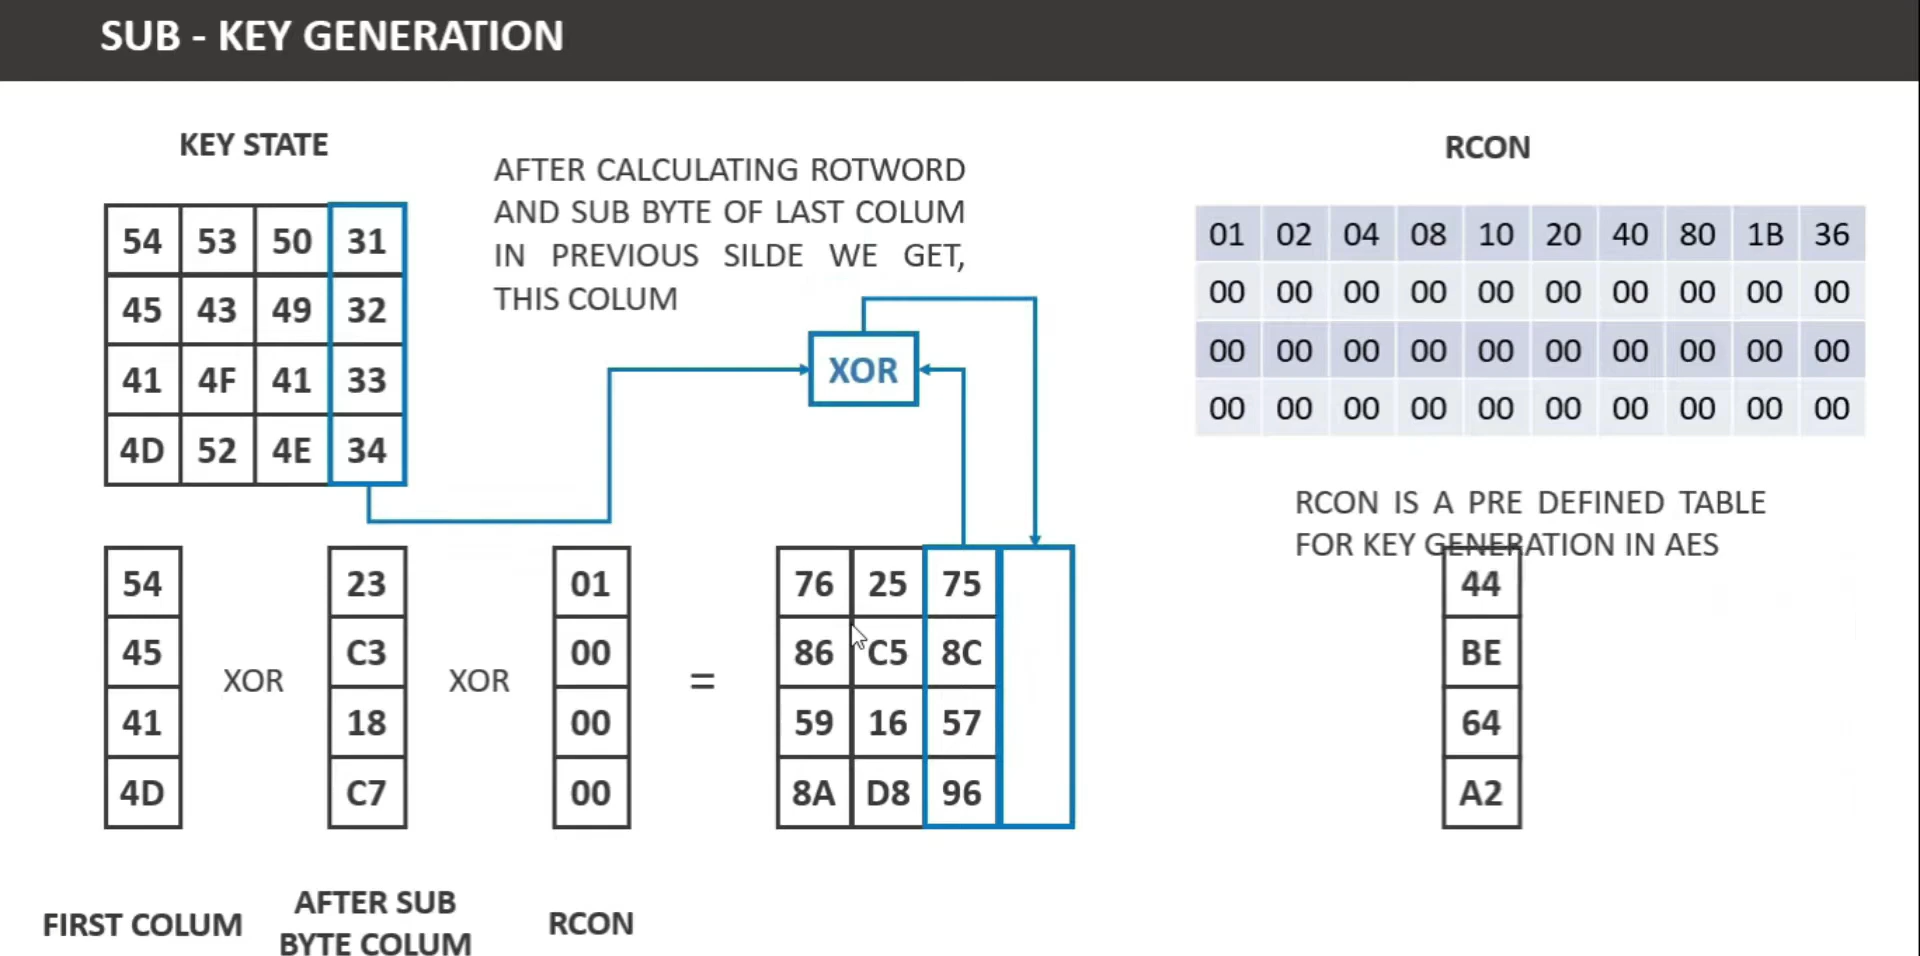 SUB - KEY GENERATION
KEY STATE
54 53 50 31
45 43 49 32
41 4F 41 33
4D 52 4E 34
AFTER CALCULATING ROTWORD
AND SUB BYTE OF LAST COLUM
IN PREVIOUS SILDE WE GET,
THIS COLUM
XOR
RCON
01 02 04 08 10 20 40 80 1B 36
00 00 00 00 00 00 00 00 00 00
00 00 00 00 00 00 00 00 00 00
00 00 00 00 00 00 00 00 00 00
RCON IS A PRE DEFINED TABLE
FOR KEY GENERATION IN AES
54
45
41
4D
XOR
23
C3
18
C7
XOR
01
00
00
00
=
76 25 75
86 C5 8C
59 16 57
8A D8 96
44
BE
64
A2
FIRST COLUM
AFTER SUB
BYTE COLUM
RCON